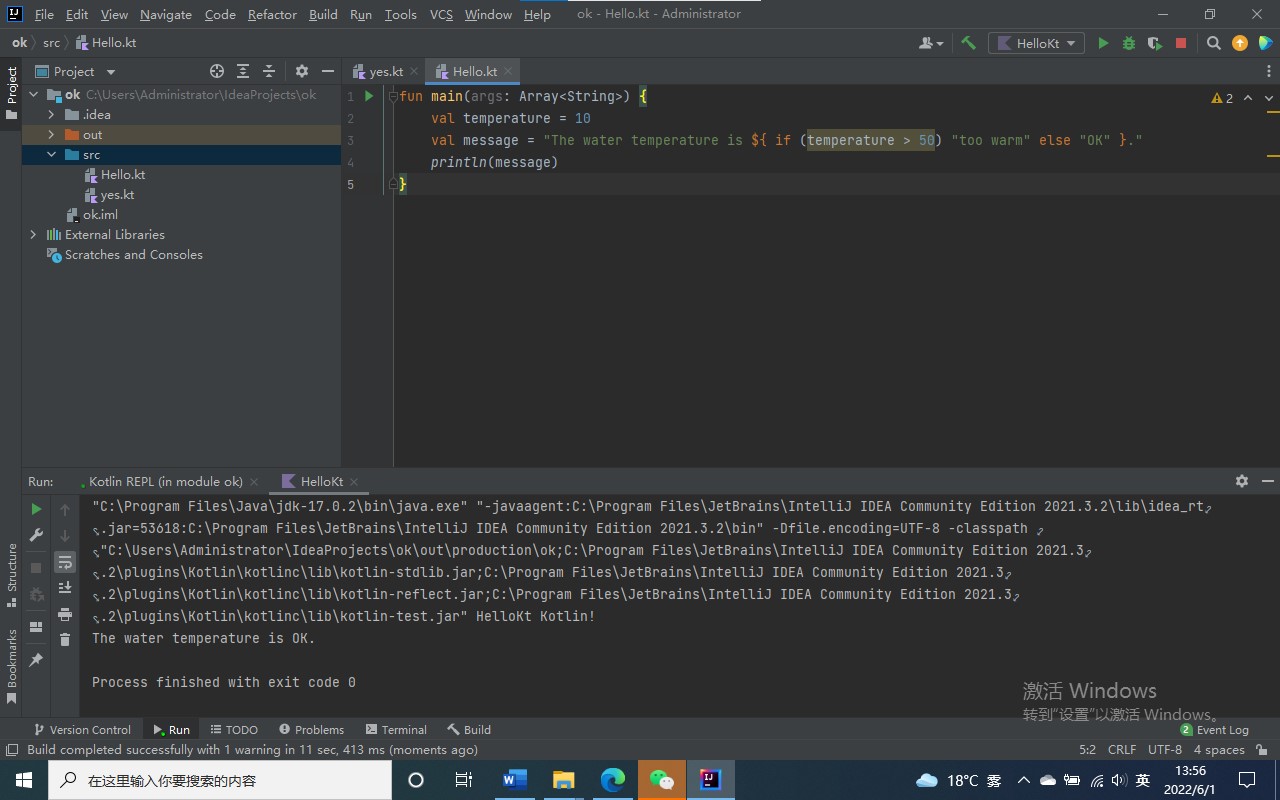 File Edit View Navigate Code Refactor Build Run Tools VCS Window Help ok - Hello.kt - Administrator
ok src Hello.kt
HelloKt
Project
Project
yes.kt
Hello.kt
ok C:\Users\Administrator\IdeaProjects\ok
.idea
out
src
Hello.kt
yes.kt
ok.iml
External Libraries
Scratches and Consoles
1 fun main(args: Array<String>) {
2 val temperature = 10
3 val message = "The water temperature is ${ if (temperature > 50) "too warm" else "OK" }."
4 println(message)
5 }
2
Run: Kotlin REPL (in module ok) HelloKt
"C:\Program Files\Java\jdk-17.0.2\bin\java.exe" "-javaagent:C:\Program Files\JetBrains\IntelliJ IDEA Community Edition 2021.3.2\lib\idea_rt
.jar=53618:C:\Program Files\JetBrains\IntelliJ IDEA Community Edition 2021.3.2\bin" -Dfile.encoding=UTF-8 -classpath
"C:\Users\Administrator\IdeaProjects\ok\out\production\ok;C:\Program Files\JetBrains\IntelliJ IDEA Community Edition 2021.3
.2\plugins\Kotlin\kotlinc\lib\kotlin-stdlib.jar;C:\Program Files\JetBrains\IntelliJ IDEA Community Edition 2021.3
.2\plugins\Kotlin\kotlinc\lib\kotlin-reflect.jar;C:\Program Files\JetBrains\IntelliJ IDEA Community Edition 2021.3
.2\plugins\Kotlin\kotlinc\lib\kotlin-test.jar" HelloKt Kotlin!
The water temperature is OK.
Process finished with exit code 0
Structure
Bookmarks
激活 Windows
转到"设置"以激活 Windows。
Version Control Run TODO Problems Terminal Build 2 Event Log
Build completed successfully with 1 warning in 11 sec, 413 ms (moments ago) 5:2 CRLF UTF-8 4 spaces
在这里输入你要搜索的内容
18°C 雾
英
13:56
2022/6/1